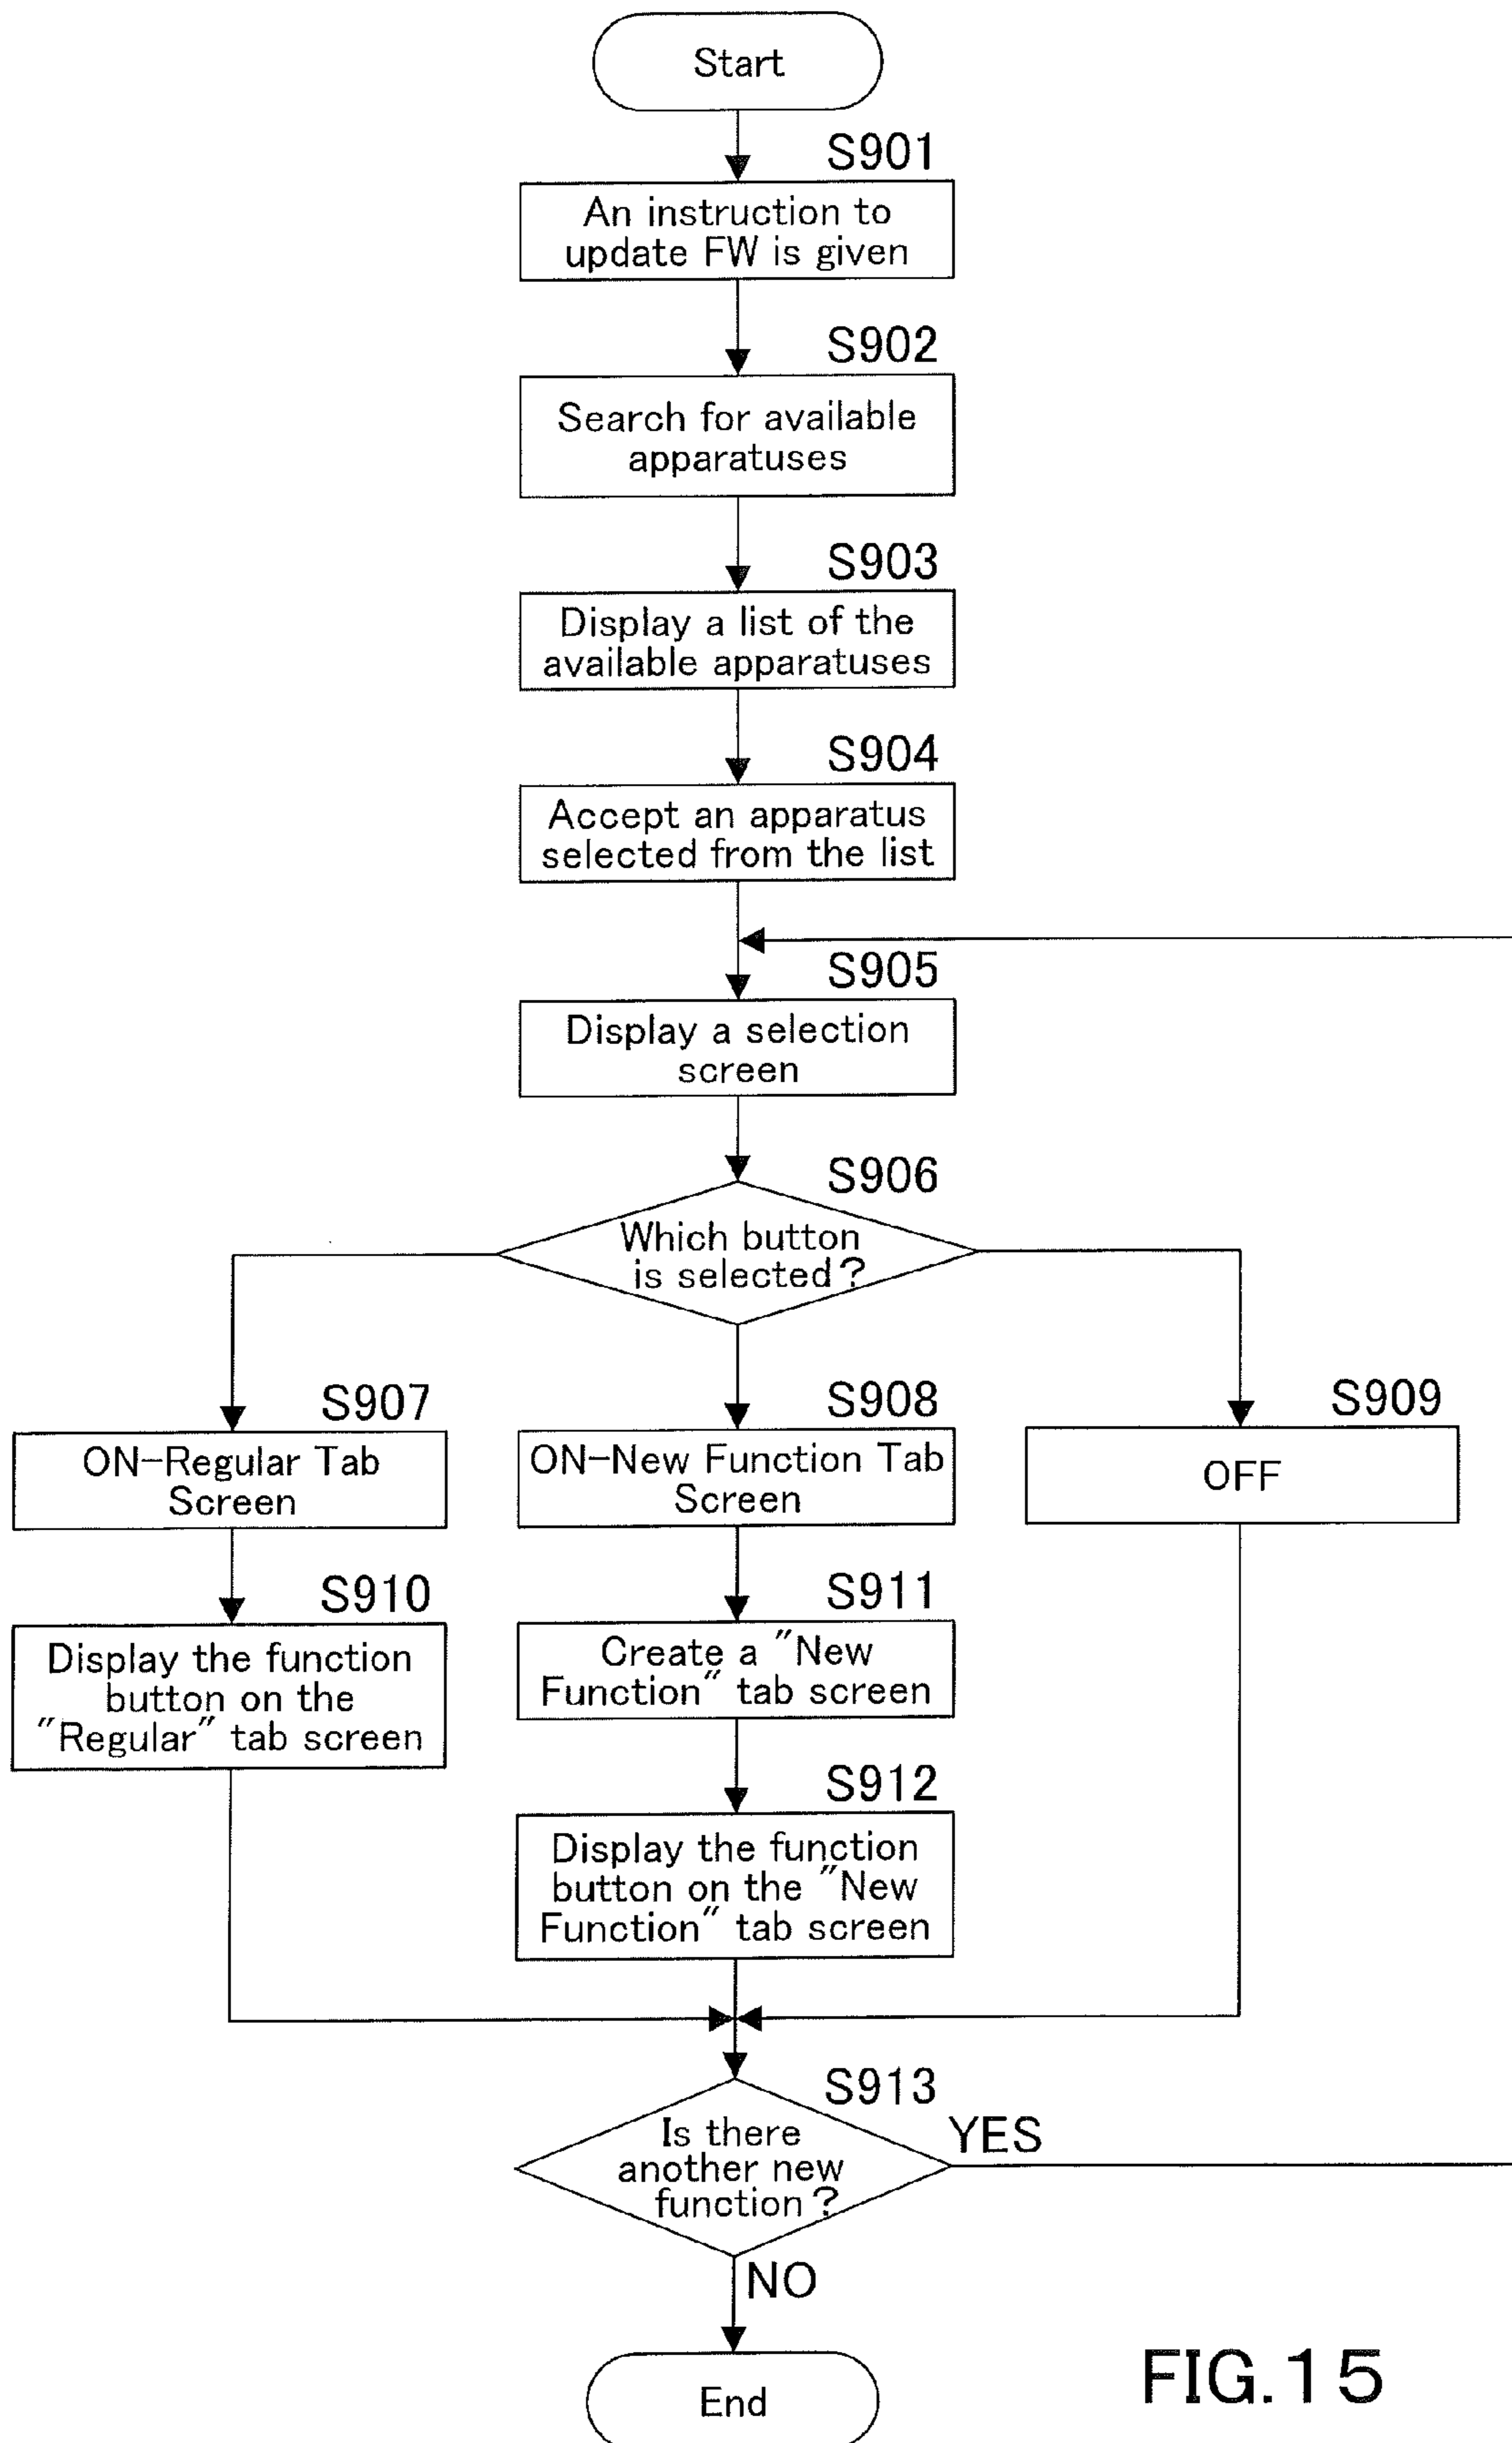 Start
S901
An instruction to
update FW is given
S902
Search for available
apparatuses
S903
Display a list of the
available apparatuses
S904
Accept an apparatus
selected from the list
S905
Display a selection
screen
S906
Which button
is selected?
S907
ON-Regular Tab
Screen
S908
ON-New Function Tab
Screen
S909
OFF
S910
Display the function
button on the
"Regular" tab screen
S911
Create a "New
Function" tab screen
S912
Display the function
button on the "New
Function" tab screen
S913
Is there
another new
function?
YES
NO
End
FIG.15